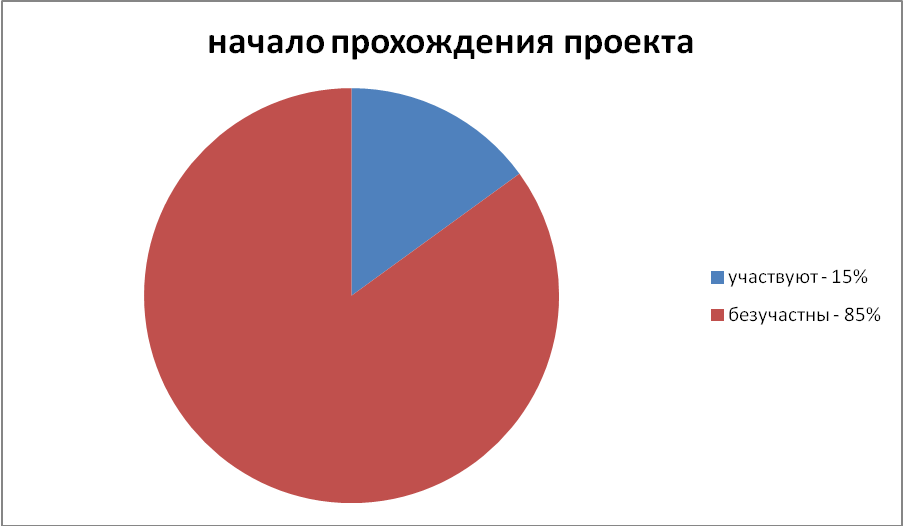 начало прохождения проекта
участвуют - 15%
безучастны - 85%